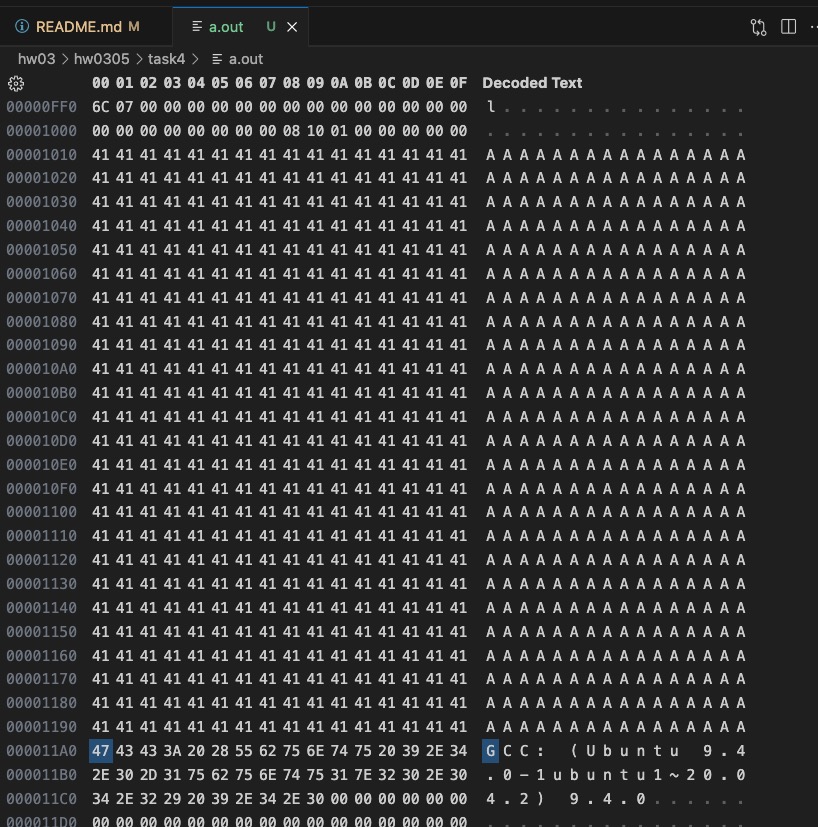 README.md M
a.out U
hw03 > hw0305 > task4 > a.out
00 01 02 03 04 05 06 07 08 09 0A 0B 0C 0D 0E 0F Decoded Text
00000FF0 6C 07 00 00 00 00 00 00 00 00 00 00 00 00 00 00 l . . . . . . . . . . . . . . .
00001000 00 00 00 00 00 00 00 00 08 10 01 00 00 00 00 00 . . . . . . . . . . . . . . . .
00001010 41 41 41 41 41 41 41 41 41 41 41 41 41 41 41 41 A A A A A A A A A A A A A A A A
00001020 41 41 41 41 41 41 41 41 41 41 41 41 41 41 41 41 A A A A A A A A A A A A A A A A
00001030 41 41 41 41 41 41 41 41 41 41 41 41 41 41 41 41 A A A A A A A A A A A A A A A A
00001040 41 41 41 41 41 41 41 41 41 41 41 41 41 41 41 41 A A A A A A A A A A A A A A A A
00001050 41 41 41 41 41 41 41 41 41 41 41 41 41 41 41 41 A A A A A A A A A A A A A A A A
00001060 41 41 41 41 41 41 41 41 41 41 41 41 41 41 41 41 A A A A A A A A A A A A A A A A
00001070 41 41 41 41 41 41 41 41 41 41 41 41 41 41 41 41 A A A A A A A A A A A A A A A A
00001080 41 41 41 41 41 41 41 41 41 41 41 41 41 41 41 41 A A A A A A A A A A A A A A A A
00001090 41 41 41 41 41 41 41 41 41 41 41 41 41 41 41 41 A A A A A A A A A A A A A A A A
000010A0 41 41 41 41 41 41 41 41 41 41 41 41 41 41 41 41 A A A A A A A A A A A A A A A A
000010B0 41 41 41 41 41 41 41 41 41 41 41 41 41 41 41 41 A A A A A A A A A A A A A A A A
000010C0 41 41 41 41 41 41 41 41 41 41 41 41 41 41 41 41 A A A A A A A A A A A A A A A A
000010D0 41 41 41 41 41 41 41 41 41 41 41 41 41 41 41 41 A A A A A A A A A A A A A A A A
000010E0 41 41 41 41 41 41 41 41 41 41 41 41 41 41 41 41 A A A A A A A A A A A A A A A A
000010F0 41 41 41 41 41 41 41 41 41 41 41 41 41 41 41 41 A A A A A A A A A A A A A A A A
00001100 41 41 41 41 41 41 41 41 41 41 41 41 41 41 41 41 A A A A A A A A A A A A A A A A
00001110 41 41 41 41 41 41 41 41 41 41 41 41 41 41 41 41 A A A A A A A A A A A A A A A A
00001120 41 41 41 41 41 41 41 41 41 41 41 41 41 41 41 41 A A A A A A A A A A A A A A A A
00001130 41 41 41 41 41 41 41 41 41 41 41 41 41 41 41 41 A A A A A A A A A A A A A A A A
00001140 41 41 41 41 41 41 41 41 41 41 41 41 41 41 41 41 A A A A A A A A A A A A A A A A
00001150 41 41 41 41 41 41 41 41 41 41 41 41 41 41 41 41 A A A A A A A A A A A A A A A A
00001160 41 41 41 41 41 41 41 41 41 41 41 41 41 41 41 41 A A A A A A A A A A A A A A A A
00001170 41 41 41 41 41 41 41 41 41 41 41 41 41 41 41 41 A A A A A A A A A A A A A A A A
00001180 41 41 41 41 41 41 41 41 41 41 41 41 41 41 41 41 A A A A A A A A A A A A A A A A
00001190 41 41 41 41 41 41 41 41 41 41 41 41 41 41 41 41 A A A A A A A A A A A A A A A A
000011A0 47 43 43 3A 20 28 55 62 75 6E 74 75 20 39 2E 34 G C C : ( U b u n t u 9 . 4
000011B0 2E 30 2D 31 75 62 75 6E 74 75 31 7E 32 30 2E 30 . 0 - 1 u b u n t u 1 ~ 2 0 . 0
000011C0 34 2E 32 29 20 39 2E 34 2E 30 00 00 00 00 00 00 4 . 2 ) 9 . 4 . 0 . . . . . .
000011D0 00 00 00 00 00 00 00 00 00 00 00 00 00 00 00 00 . . . . . . . . . . . . . . . .